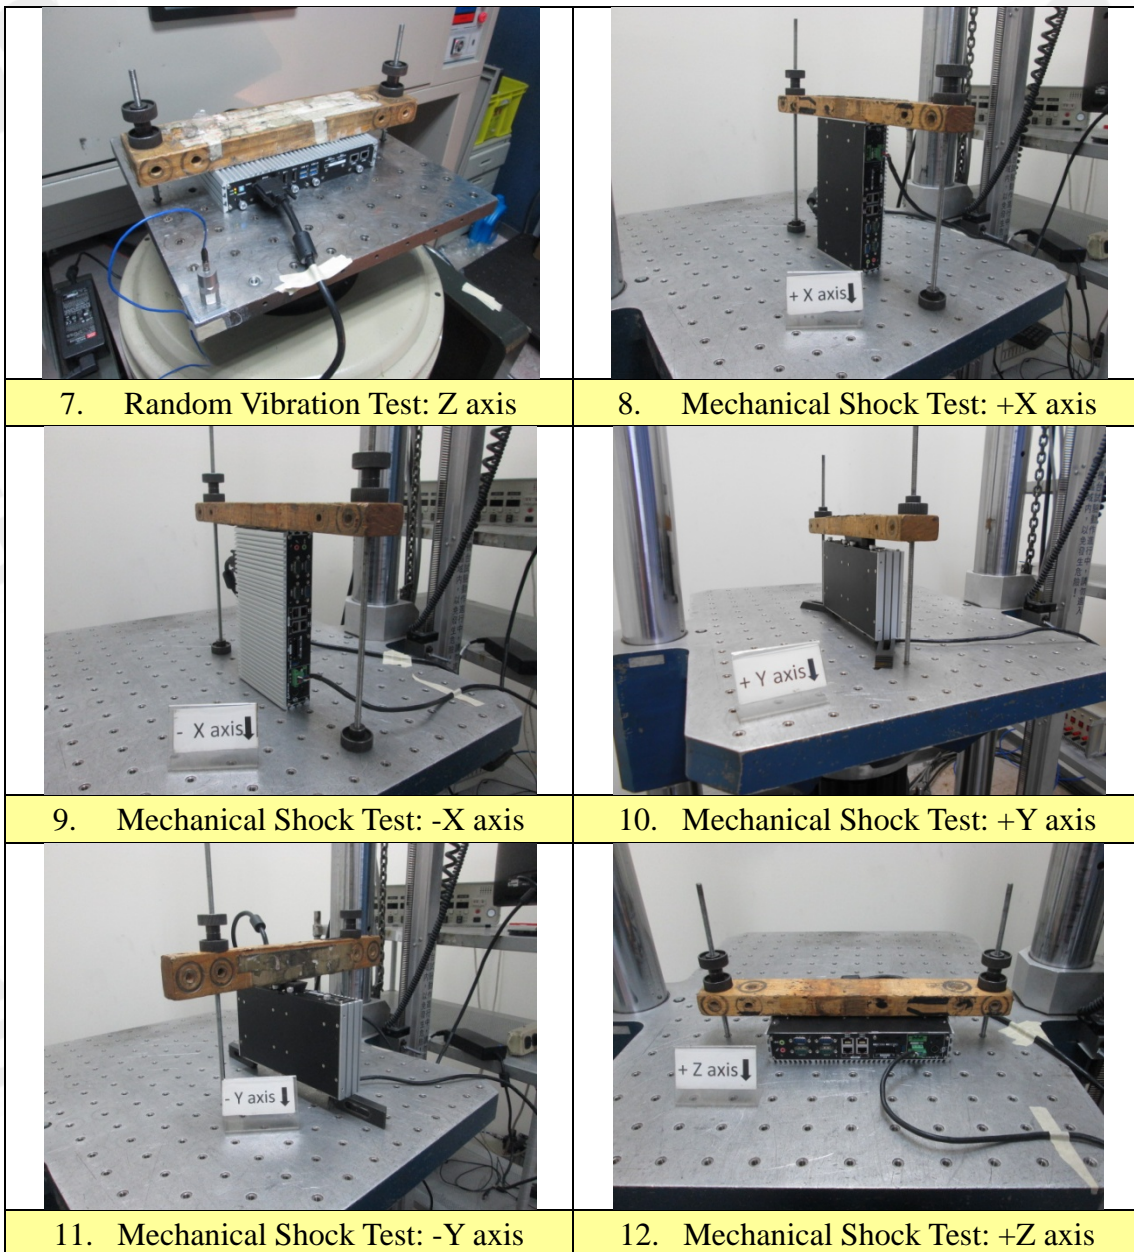 + X axis
7. Random Vibration Test: Z axis
8. Mechanical Shock Test: +X axis
- X axis
+ Y axis
9. Mechanical Shock Test: -X axis
10. Mechanical Shock Test: +Y axis
- Y axis
+ Z axis
11. Mechanical Shock Test: -Y axis
12. Mechanical Shock Test: +Z axis